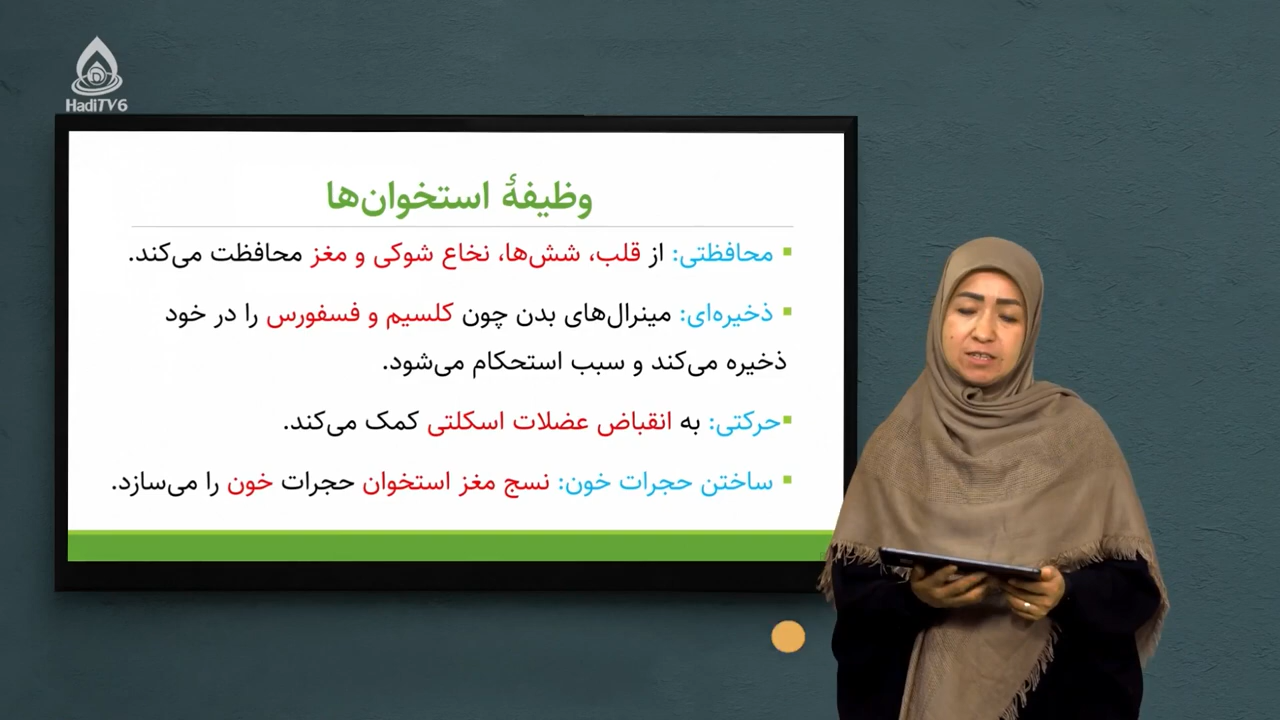 HadiTV6
وظیفهٔ استخوان‌ها
محافظتی: از قلب، شش‌ها، نخاع شوکی و مغز محافظت می‌کند.
ذخیره‌ای: مینرال‌های بدن چون کلسیم و فسفورس را در خود
ذخیره می‌کند و سبب استحکام می‌شود.
حرکتی: به انقباض عضلات اسکلتی کمک می‌کند.
ساختن حجرات خون: نسج مغز استخوان حجرات خون را می‌سازد.